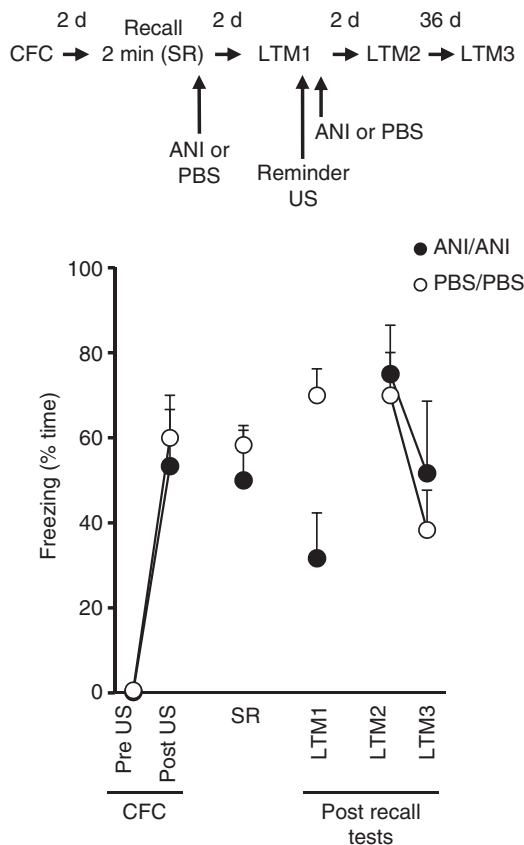 2 d Recall 2 d 2 d 36 d
CFC 2 min (SR) LTM1 LTM2 LTM3
ANI or
PBS
Reminder
US
ANI or PBS
ANI/ANI
PBS/PBS
Freezing (% time)
100
80
60
40
20
0
Pre US
Post US
SR
LTM1
LTM2
LTM3
CFC
Post recall
tests